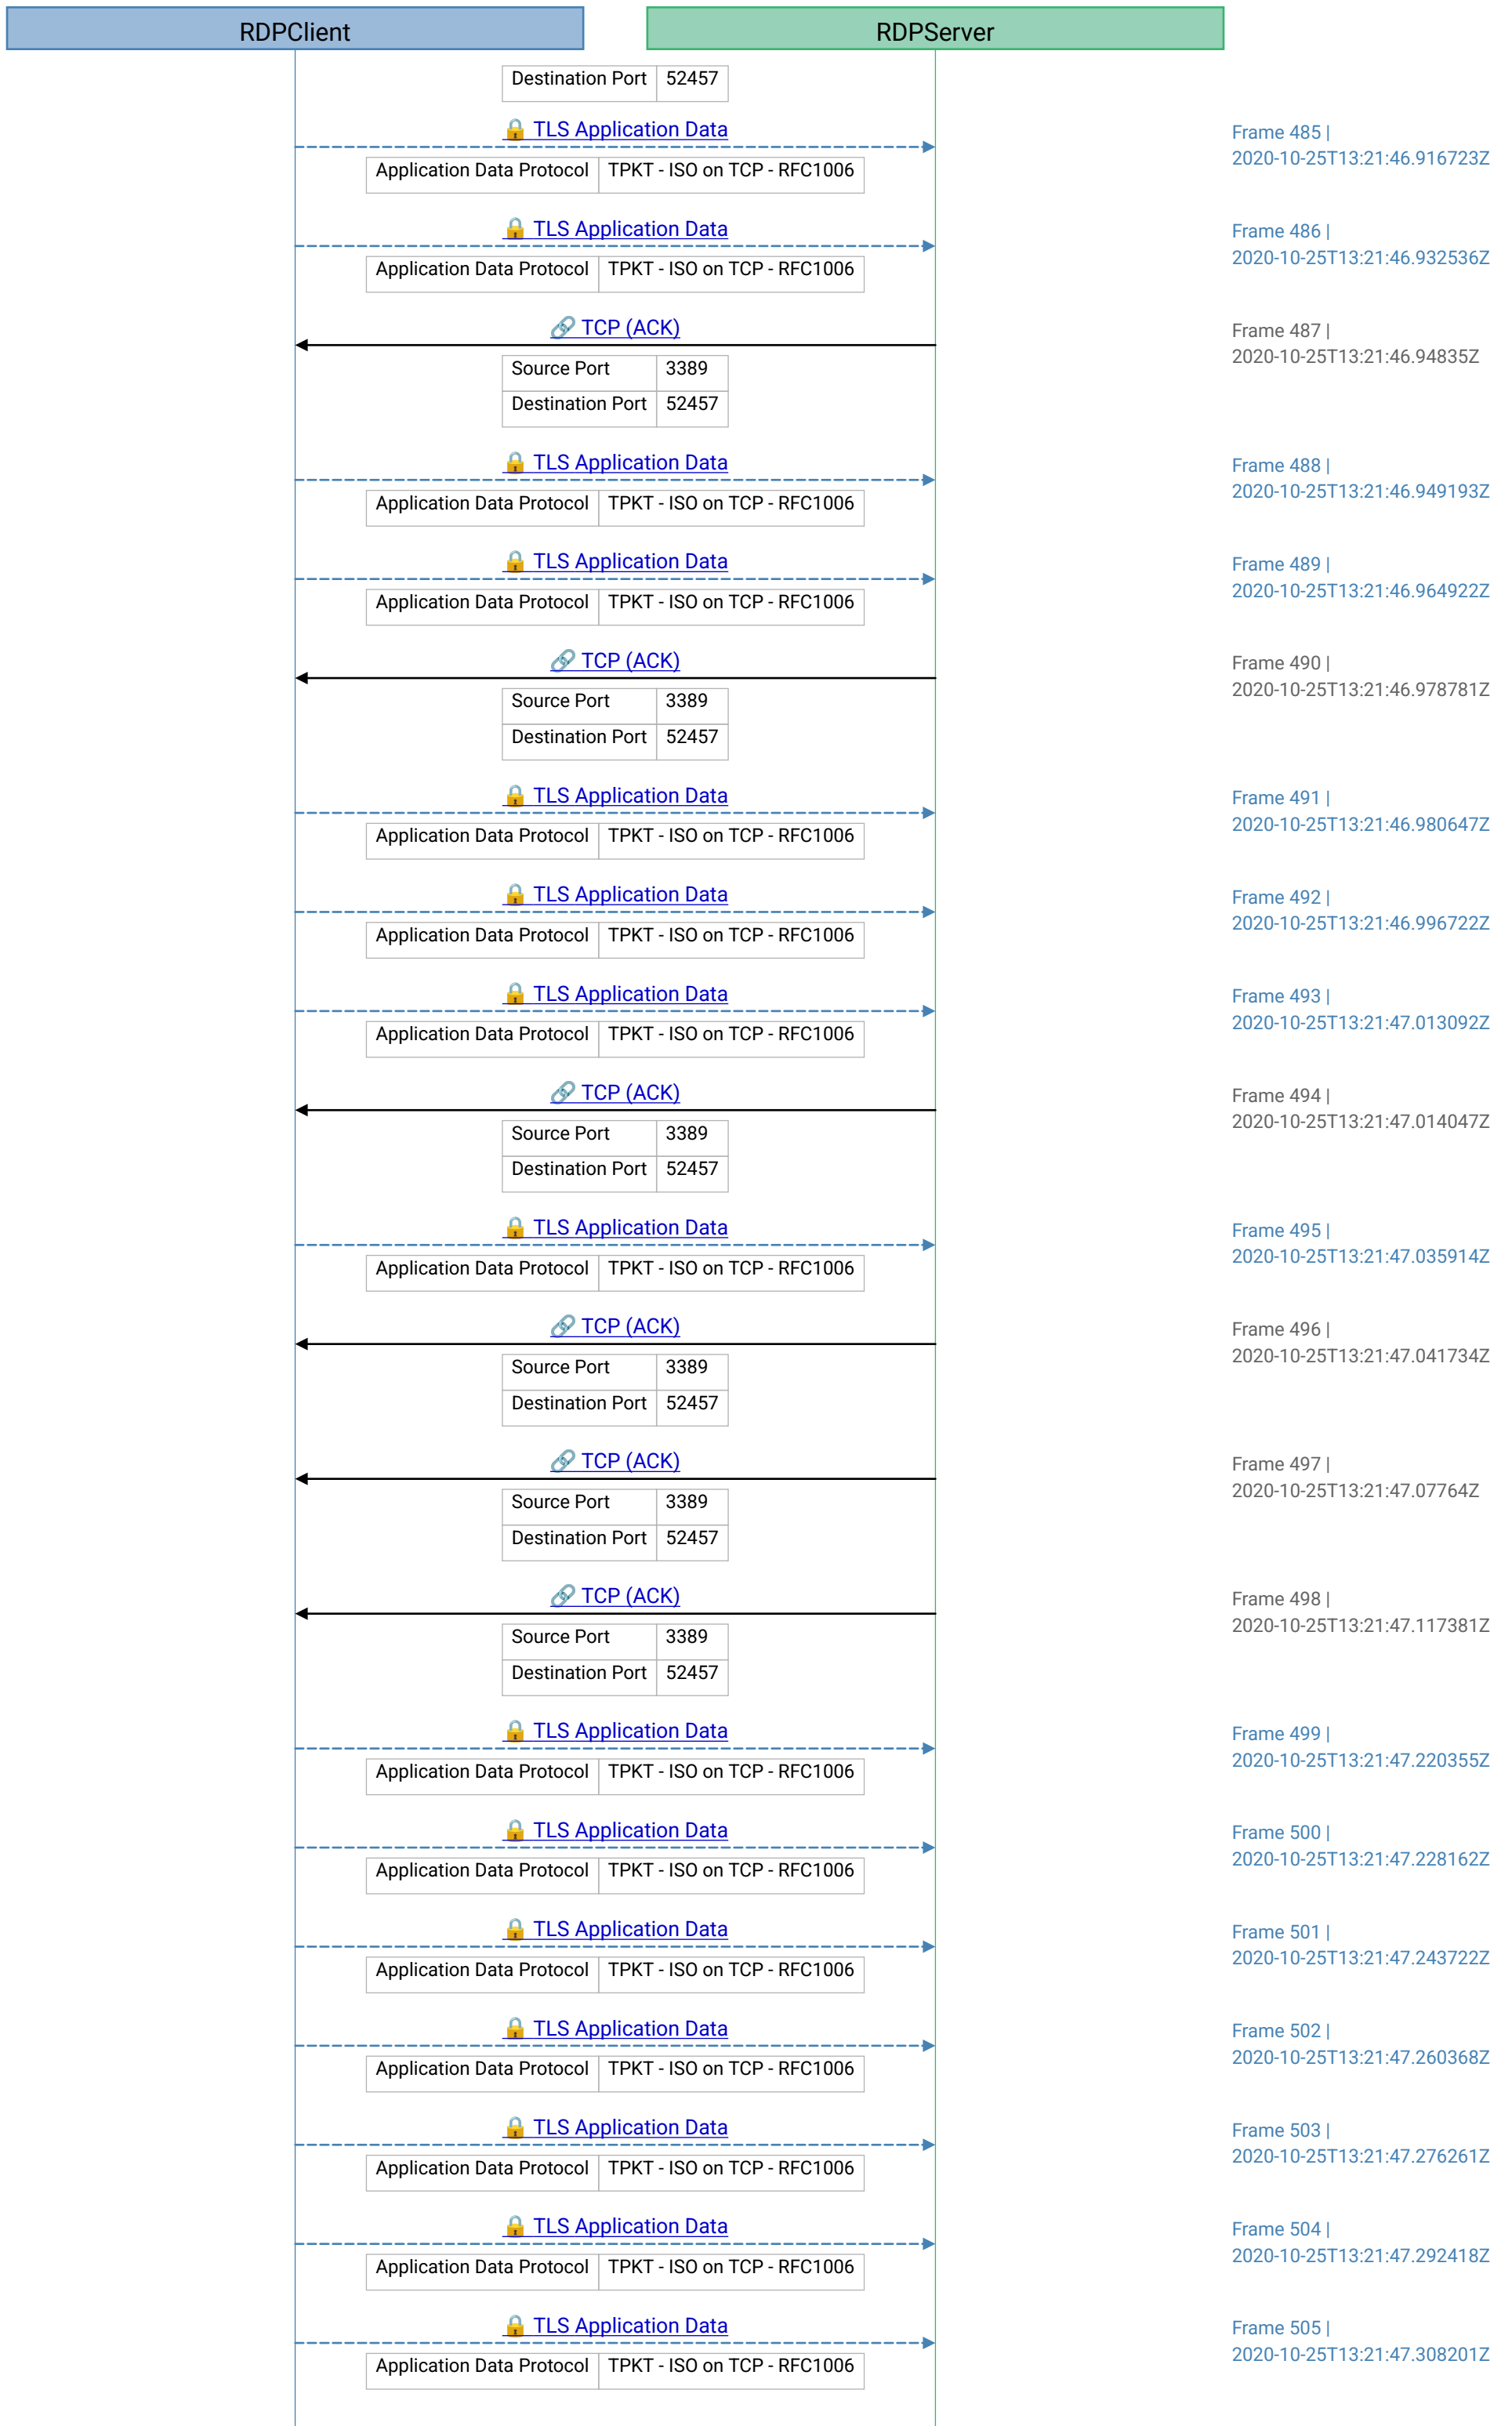 RDPClient RDPServer
Destination Port 52457
🔒 TLS Application Data Frame 485 |
2020-10-25T13:21:46.916723Z
Application Data Protocol TPKT - ISO on TCP - RFC1006
🔒 TLS Application Data Frame 486 |
2020-10-25T13:21:46.932536Z
Application Data Protocol TPKT - ISO on TCP - RFC1006
🔗 TCP (ACK) Frame 487 |
2020-10-25T13:21:46.94835Z
Source Port 3389
Destination Port 52457
🔒 TLS Application Data Frame 488 |
2020-10-25T13:21:46.949193Z
Application Data Protocol TPKT - ISO on TCP - RFC1006
🔒 TLS Application Data Frame 489 |
2020-10-25T13:21:46.964922Z
Application Data Protocol TPKT - ISO on TCP - RFC1006
🔗 TCP (ACK) Frame 490 |
2020-10-25T13:21:46.978781Z
Source Port 3389
Destination Port 52457
🔒 TLS Application Data Frame 491 |
2020-10-25T13:21:46.980647Z
Application Data Protocol TPKT - ISO on TCP - RFC1006
🔒 TLS Application Data Frame 492 |
2020-10-25T13:21:46.996722Z
Application Data Protocol TPKT - ISO on TCP - RFC1006
🔒 TLS Application Data Frame 493 |
2020-10-25T13:21:47.013092Z
Application Data Protocol TPKT - ISO on TCP - RFC1006
🔗 TCP (ACK) Frame 494 |
2020-10-25T13:21:47.014047Z
Source Port 3389
Destination Port 52457
🔒 TLS Application Data Frame 495 |
2020-10-25T13:21:47.035914Z
Application Data Protocol TPKT - ISO on TCP - RFC1006
🔗 TCP (ACK) Frame 496 |
2020-10-25T13:21:47.041734Z
Source Port 3389
Destination Port 52457
🔗 TCP (ACK) Frame 497 |
2020-10-25T13:21:47.07764Z
Source Port 3389
Destination Port 52457
🔗 TCP (ACK) Frame 498 |
2020-10-25T13:21:47.117381Z
Source Port 3389
Destination Port 52457
🔒 TLS Application Data Frame 499 |
2020-10-25T13:21:47.220355Z
Application Data Protocol TPKT - ISO on TCP - RFC1006
🔒 TLS Application Data Frame 500 |
2020-10-25T13:21:47.228162Z
Application Data Protocol TPKT - ISO on TCP - RFC1006
🔒 TLS Application Data Frame 501 |
2020-10-25T13:21:47.243722Z
Application Data Protocol TPKT - ISO on TCP - RFC1006
🔒 TLS Application Data Frame 502 |
2020-10-25T13:21:47.260368Z
Application Data Protocol TPKT - ISO on TCP - RFC1006
🔒 TLS Application Data Frame 503 |
2020-10-25T13:21:47.276261Z
Application Data Protocol TPKT - ISO on TCP - RFC1006
🔒 TLS Application Data Frame 504 |
2020-10-25T13:21:47.292418Z
Application Data Protocol TPKT - ISO on TCP - RFC1006
🔒 TLS Application Data Frame 505 |
2020-10-25T13:21:47.308201Z
Application Data Protocol TPKT - ISO on TCP - RFC1006